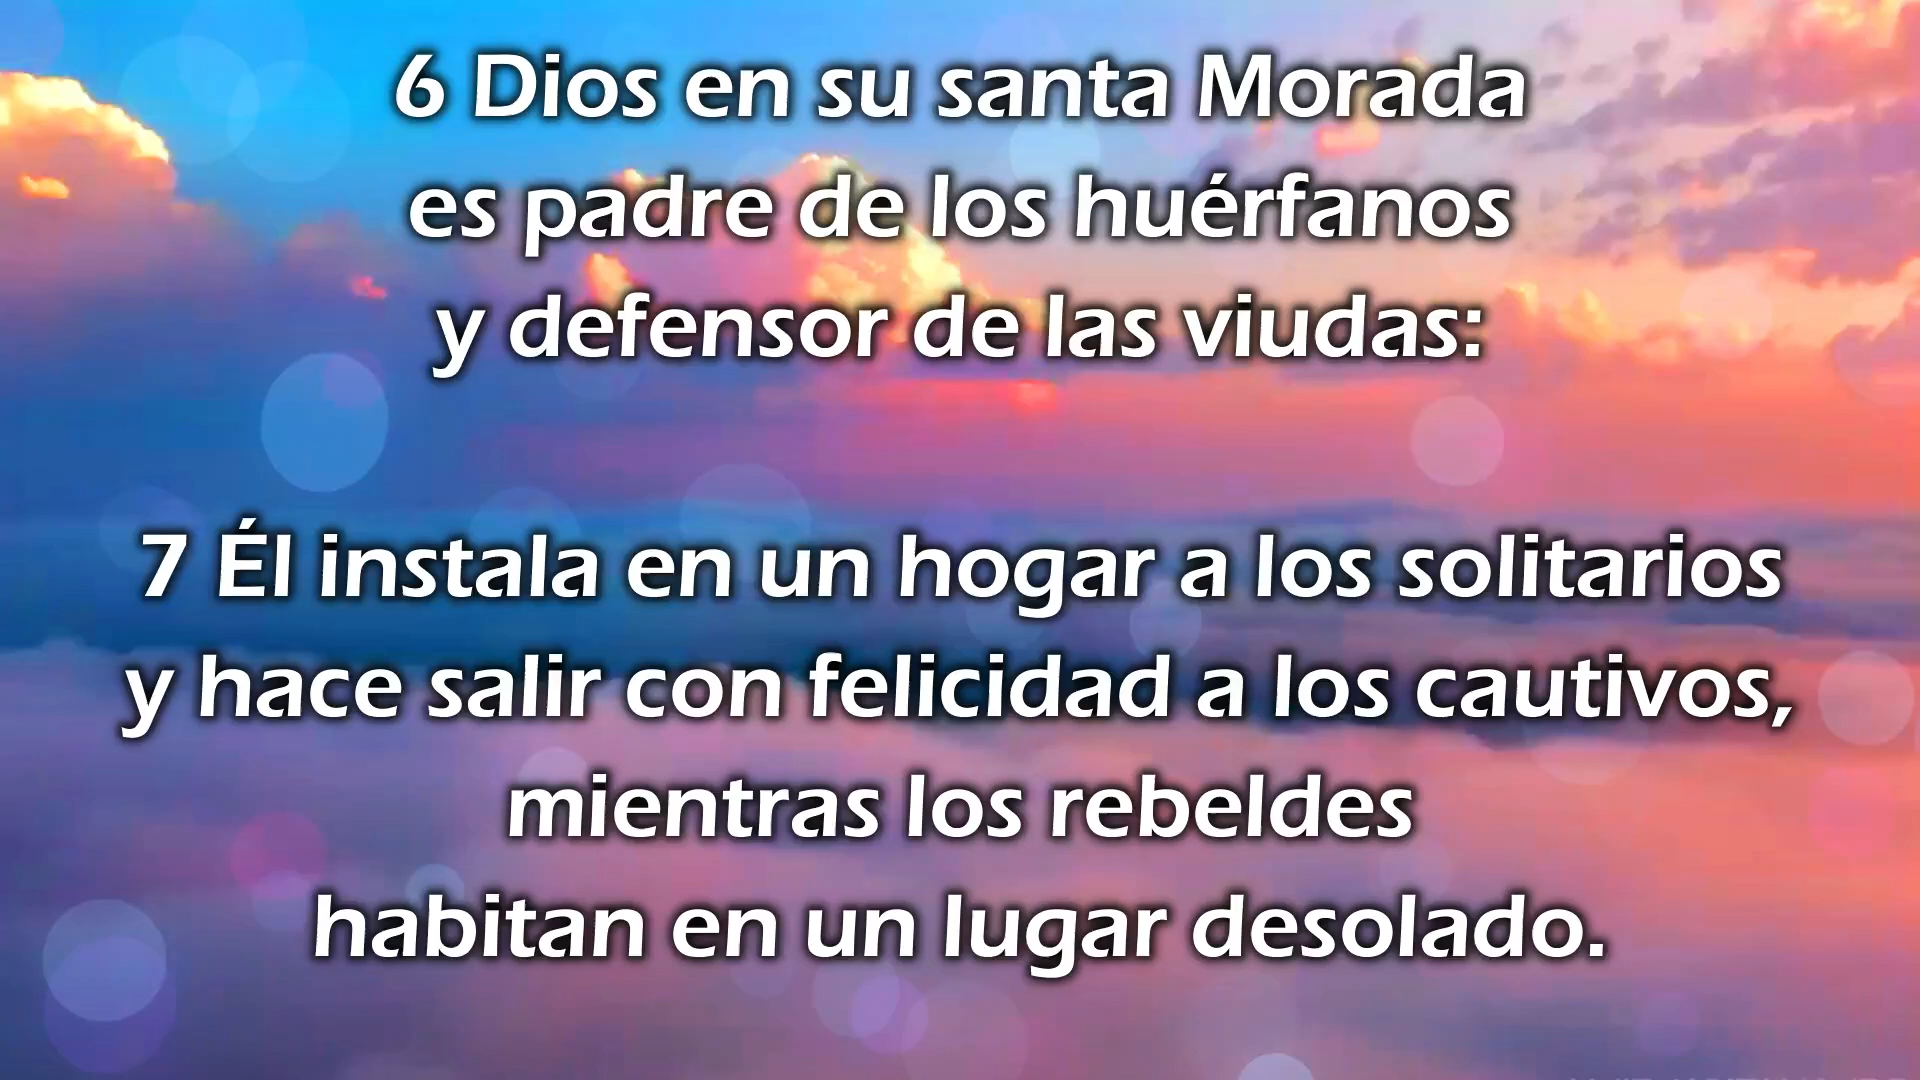 6 Dios en su santa Morada
es padre de los huérfanos
y defensor de las viudas:
7 Él instala en un hogar a los solitarios
y hace salir con felicidad a los cautivos,
mientras los rebeldes
habitan en un lugar desolado.